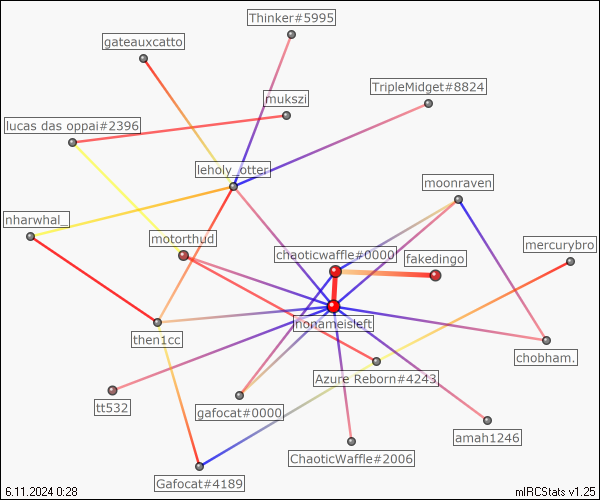 Thinker#5995
gateauxcatto
TripleMidget#8824
mukszi
lucas das oppai#2396
leholy_otter
moonraven
nharwhal_
motorthud
mercurybro
chaoticwaffle#0000
fakedingo
nonameisleft
then1cc
chobham.
Azure Reborn#4243
tt532
gafocat#0000
amah1246
ChaoticWaffle#2006
Gafocat#4189
6.11.2024 0:28
mIRCStats v1.25